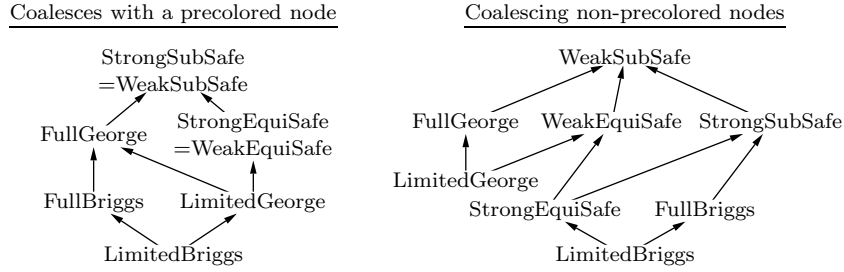 Coalesces with a precolored node
StrongSubSafe
=WeakSubSafe
FullGeorge
StrongEquiSafe
=WeakEquiSafe
FullBriggs
LimitedGeorge
LimitedBriggs
Coalescing non-precolored nodes
WeakSubSafe
FullGeorge
WeakEquiSafe
StrongSubSafe
LimitedGeorge
StrongEquiSafe
FullBriggs
LimitedBriggs